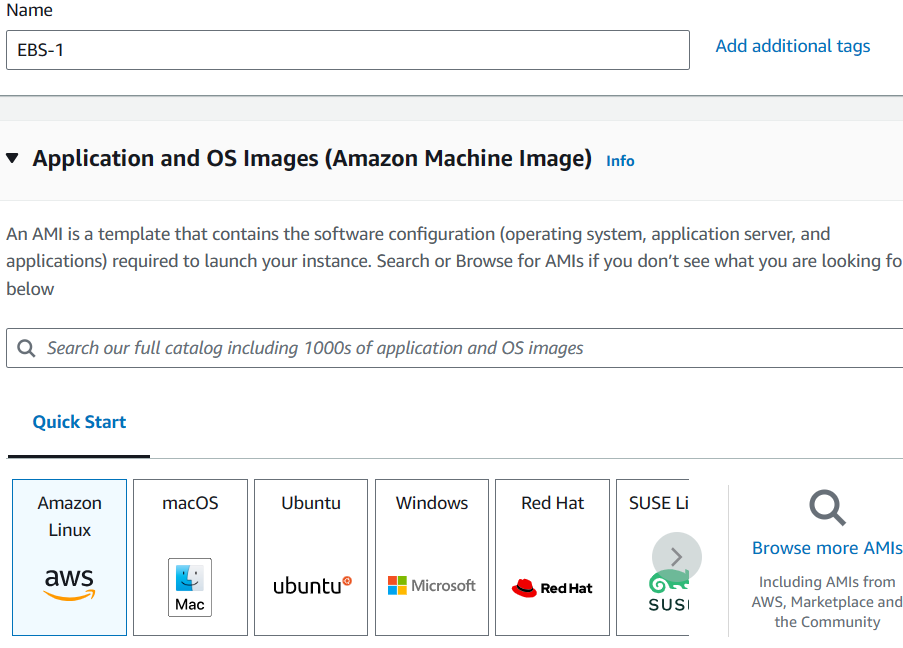 Name
EBS-1
Add additional tags
Application and OS Images (Amazon Machine Image) Info
An AMI is a template that contains the software configuration (operating system, application server, and
applications) required to launch your instance. Search or Browse for AMIs if you don't see what you are looking fo
below
Search our full catalog including 1000s of application and OS images
Quick Start
Amazon
Linux
aws
macOS
Mac
Ubuntu
ubuntu
Windows
Microsoft
Red Hat
Red Hat
SUSE Li
SUS
Browse more AMIs
Including AMIs from
AWS, Marketplace and
the Community